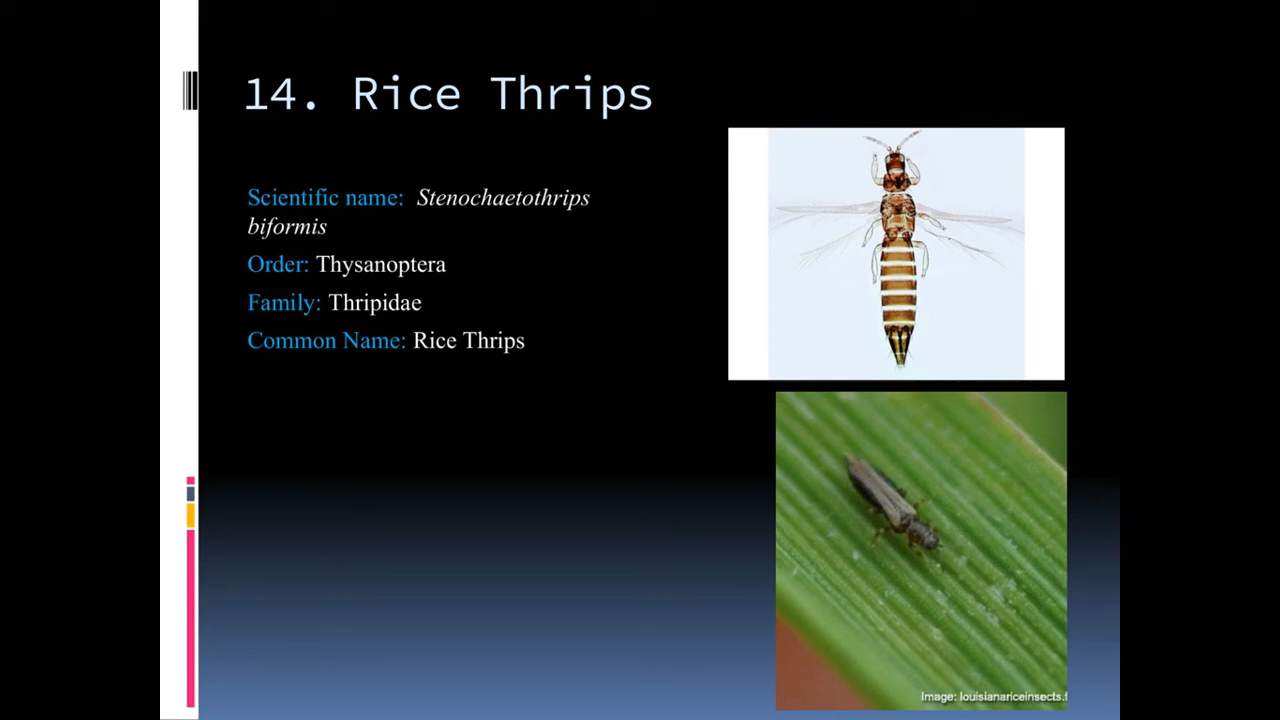 14. Rice Thrips
Scientific name: Stenochaetothrips
biformis
Order: Thysanoptera
Family: Thripidae
Common Name: Rice Thrips
Image: louisianariceinsects.f